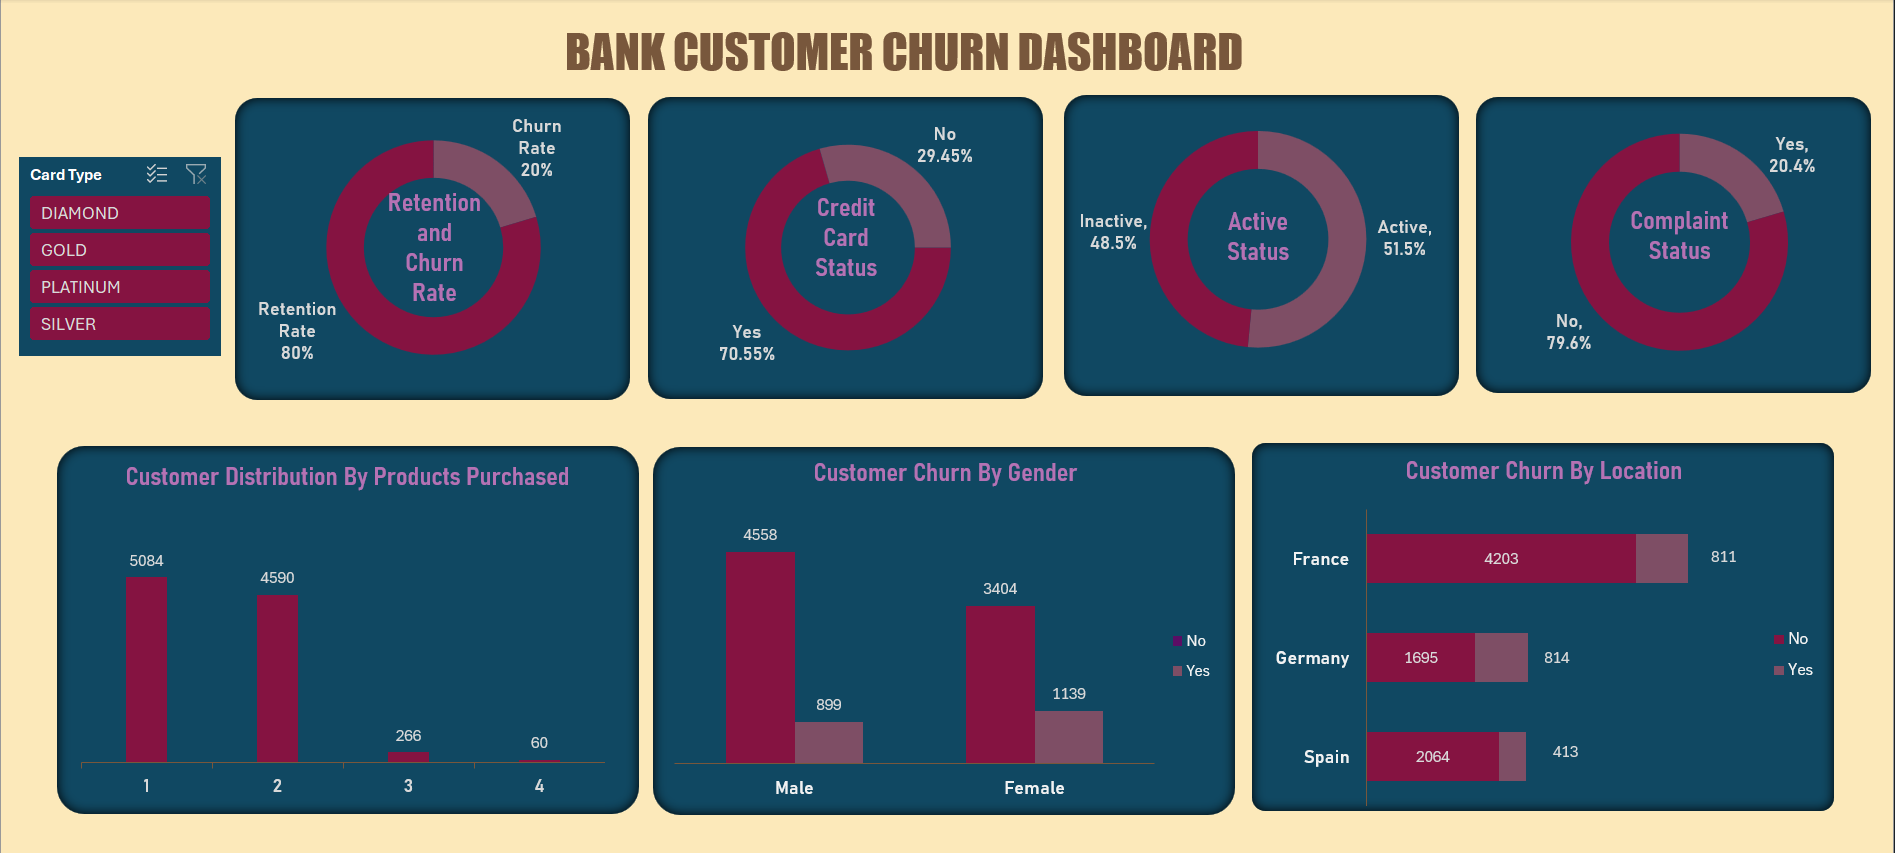 BANK CUSTOMER CHURN DASHBOARD
Card Type
DIAMOND
GOLD
PLATINUM
SILVER
Churn
Rate
20%
Retention
and
Churn
Rate
Retention
Rate
80%
No
29.45%
Credit
Card
Status
Yes
70.55%
Inactive,
48.5%
Active
Status
Active,
51.5%
Yes,
20.4%
Complaint
Status
No,
79.6%
Customer Distribution By Products Purchased
5084
4590
266
60
1
2
3
4
Customer Churn By Gender
4558
899
3404
1139
Male
Female
No
Yes
Customer Churn By Location
France
4203
811
Germany
1695
814
Spain
2064
413
No
Yes